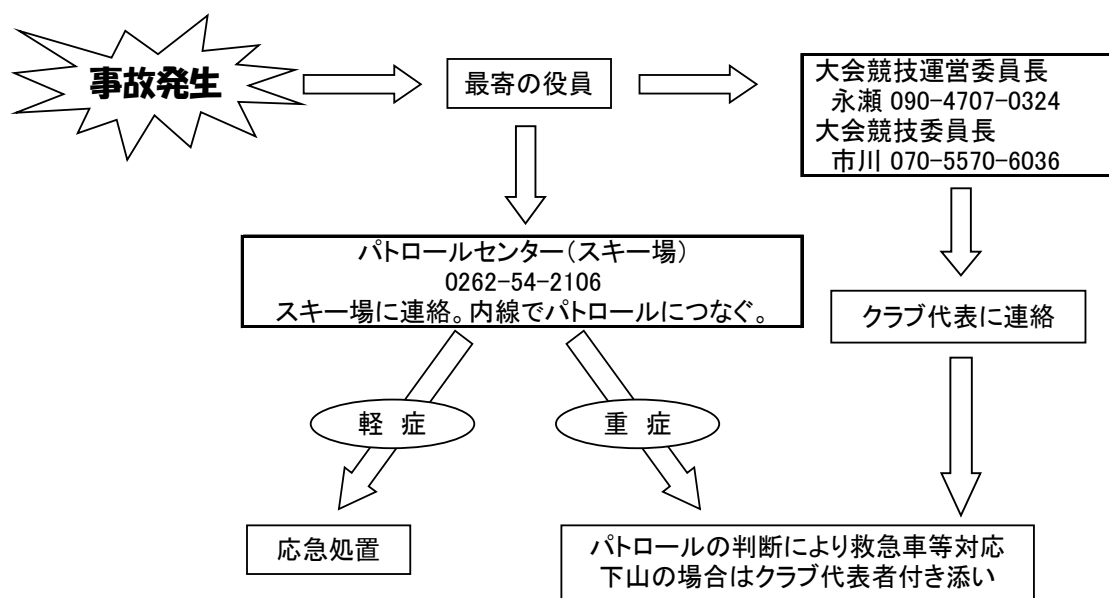 事故発生
最寄の役員
大会競技運営委員長
永瀬 090-4707-0324
大会競技委員長
市川 070-5570-6036
パトロールセンター(スキー場)
0262-54-2106
スキー場に連絡。内線でパトロールにつなぐ。
クラブ代表に連絡
軽 症
重 症
応急処置
パトロールの判断により救急車等対応
下山の場合はクラブ代表者付き添い